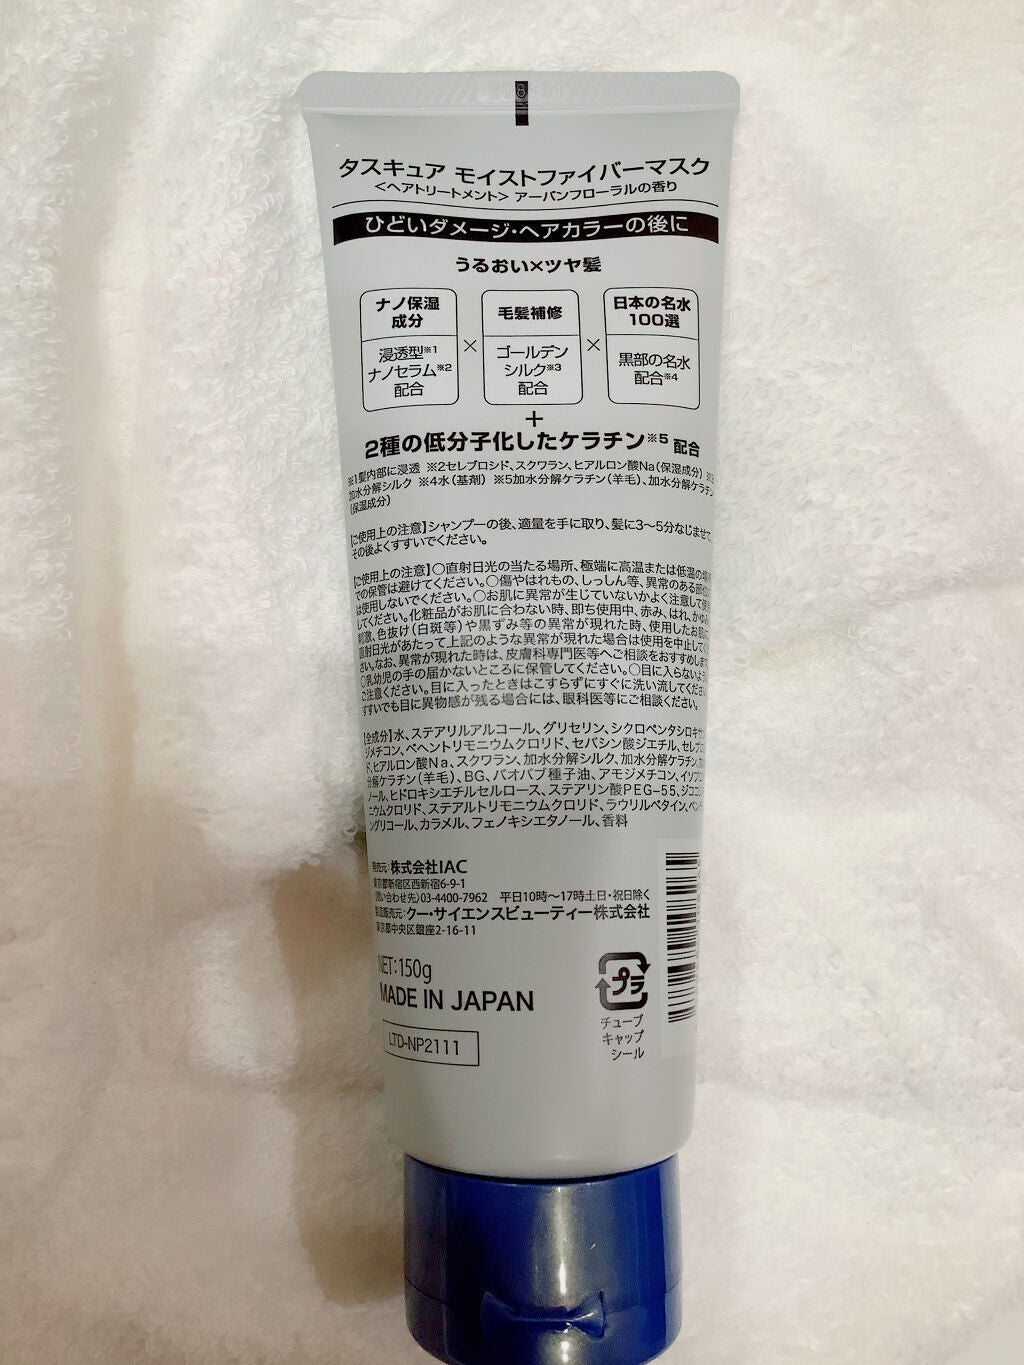 タスキュア モイストファイバーマスク
<ヘアトリートメント> アーバンフローラルの香り
ひどいダメージ・ヘアカラーの後に
うるおい×ツヤ髪
ナノ保湿
成分
浸透型※1
ナノセラム※2
配合
×
毛髪補修
ゴールデン
シルク※3
配合
×
日本の名水
100選
黒部の名水
配合※4
+
2種の低分子化したケラチン※5 配合
※1髪内部に浸透 ※2セレブロシド、スクワラン、ヒアルロン酸Na(保湿成分)
加水分解シルク ※4水(基剤) ※5加水分解ケラチン(羊毛)、加水分解ケラチン
(保湿成分)
【ご使用上の注意】シャンプーの後、適量を手に取り、髪に3〜5分なじませて、
その後よくすすいでください。
【ご使用上の注意】○直射日光の当たる場所、極端に高温または低温の
での保管は避けてください。○傷やはれもの、しっしん等、異常のある部位に
は使用しないでください。○お肌に異常が生じていないかよく注意して使用
してください。化粧品がお肌に合わない時、即ち使用中、赤み、はれ、かゆみ、
刺激、色抜け(白斑等)や黒ずみ等の異常が現れた時、使用したお肌に
直射日光があたって上記のような異常が現れた場合は使用を中止してくだ
さい。なお、異常が現れた時は、皮膚科専門医等へご相談をおすすめしま
○乳幼児の手の届かないところに保管してください。○目に入らないよう
ご注意ください。目に入ったときはこすらずにすぐに洗い流してください。
すすいでも目に異物感が残る場合には、眼科医等にご相談ください。
【全成分】水、ステアリルアルコール、グリセリン、シクロペンタシロキサン、
ジメチコン、ベヘントリモニウムクロリド、セバシン酸ジエチル、セレブロシ
ド、ヒアルロン酸Na、スクワラン、加水分解シルク、加水分解ケラチン、加水
分解ケラチン(羊毛)、BG、バオバブ種子油、アモジメチコン、イソプロパ
ノール、ヒドロキシエチルセルロース、ステアリン酸PEG-55、ジココジモ
ニウムクロリド、ステアルトリモニウムクロリド、ラウリルベタイン、ペンチレ
ングリコール、カラメル、フェノキシエタノール、香料
発売元:株式会社IAC
東京都新宿区西新宿6-9-1
(問い合わせ先)03-4400-7962 平日10時〜17時土日・祝日除く
製造販売元:クー・サイエンスビューティー株式会社
東京都中央区銀座2-16-11
NET:150g
MADE IN JAPAN
LTD-NP2111
プラ
チューブ
キャップ
シール